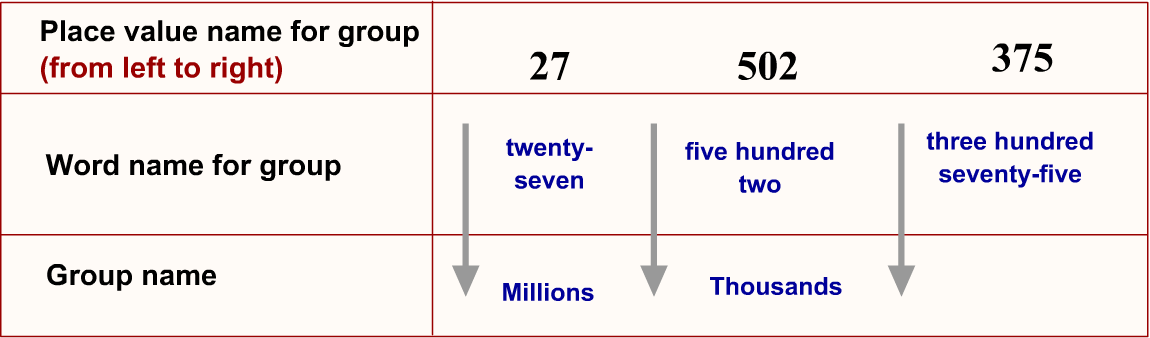 Place value name for group
(from left to right)
27
502
375
Word name for group
twenty-
seven
five hundred
two
three hundred
seventy-five
Group name
Millions
Thousands